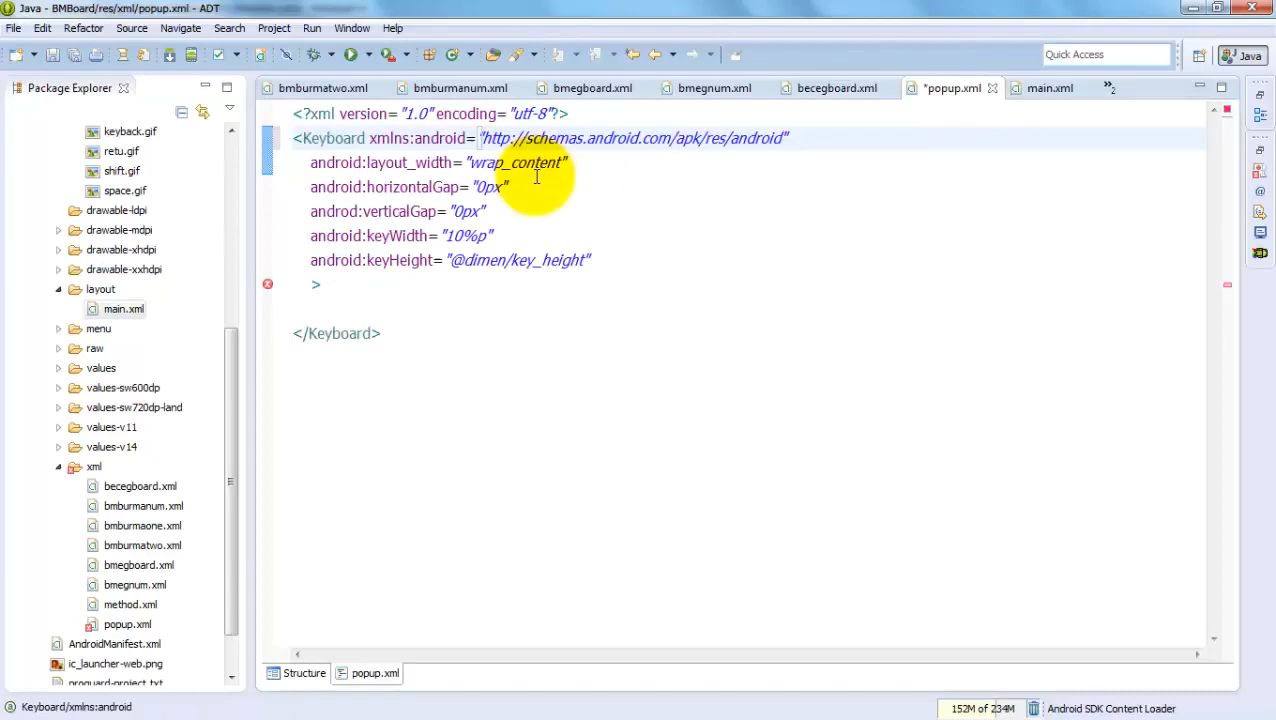 Java - BMBoard/res/xml/popup.xml - ADT
File Edit Refactor Source Navigate Search Project Run Window Help
Quick Access
Java
Package Explorer
bmburmatwo.xml
bmburmanum.xml
bmegboard.xml
bmegnum.xml
becegboard.xml
*popup.xml
main.xml
»2
keyback.gif
retu.gif
shift.gif
space.gif
drawable-ldpi
drawable-mdpi
drawable-xhdpi
drawable-xxhdpi
layout
main.xml
menu
raw
values
values-sw600dp
values-sw720dp-land
values-v11
values-v14
xml
becegboard.xml
bmburmanum.xml
bmburmaone.xml
bmburmatwo.xml
bmegboard.xml
bmegnum.xml
method.xml
popup.xml
AndroidManifest.xml
ic_launcher-web.png
proguard-project.txt
<?xml version="1.0" encoding="utf-8"?>
<Keyboard xmlns:android="http://schemas.android.com/apk/res/android"
android:layout_width="wrap_content"
android:horizontalGap="0px"
androd:verticalGap="0px"
android:keyWidth="10%p"
android:keyHeight="@dimen/key_height"
>
</Keyboard>
Structure
popup.xml
Keyboard/xmlns:android
152M of 234M
Android SDK Content Loader